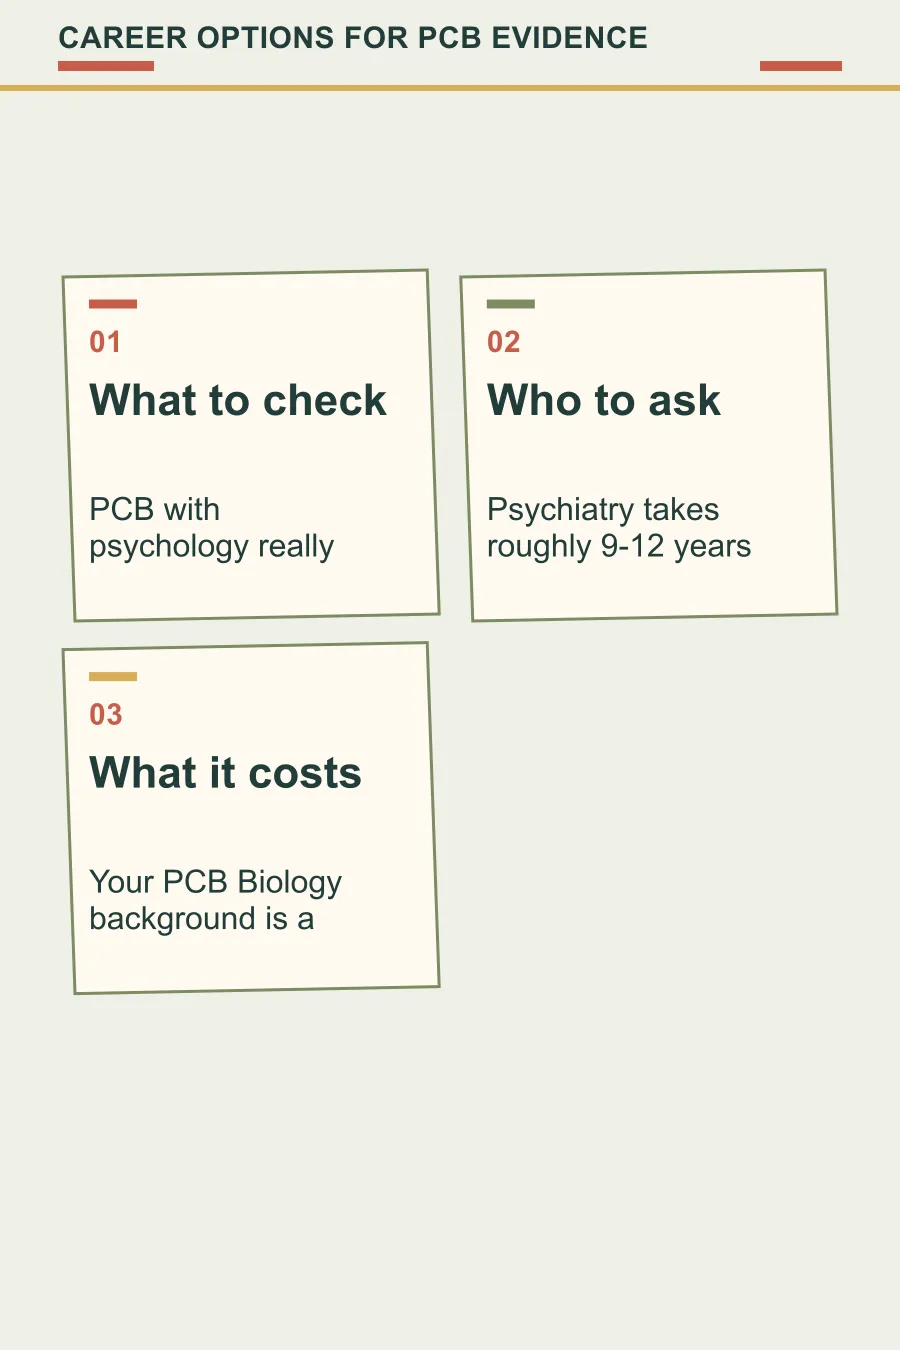 CAREER OPTIONS FOR PCB EVIDENCE
01
What to check
PCB with
psychology really
02
Who to ask
Psychiatry takes
roughly 9-12 years
03
What it costs
Your PCB Biology
background is a